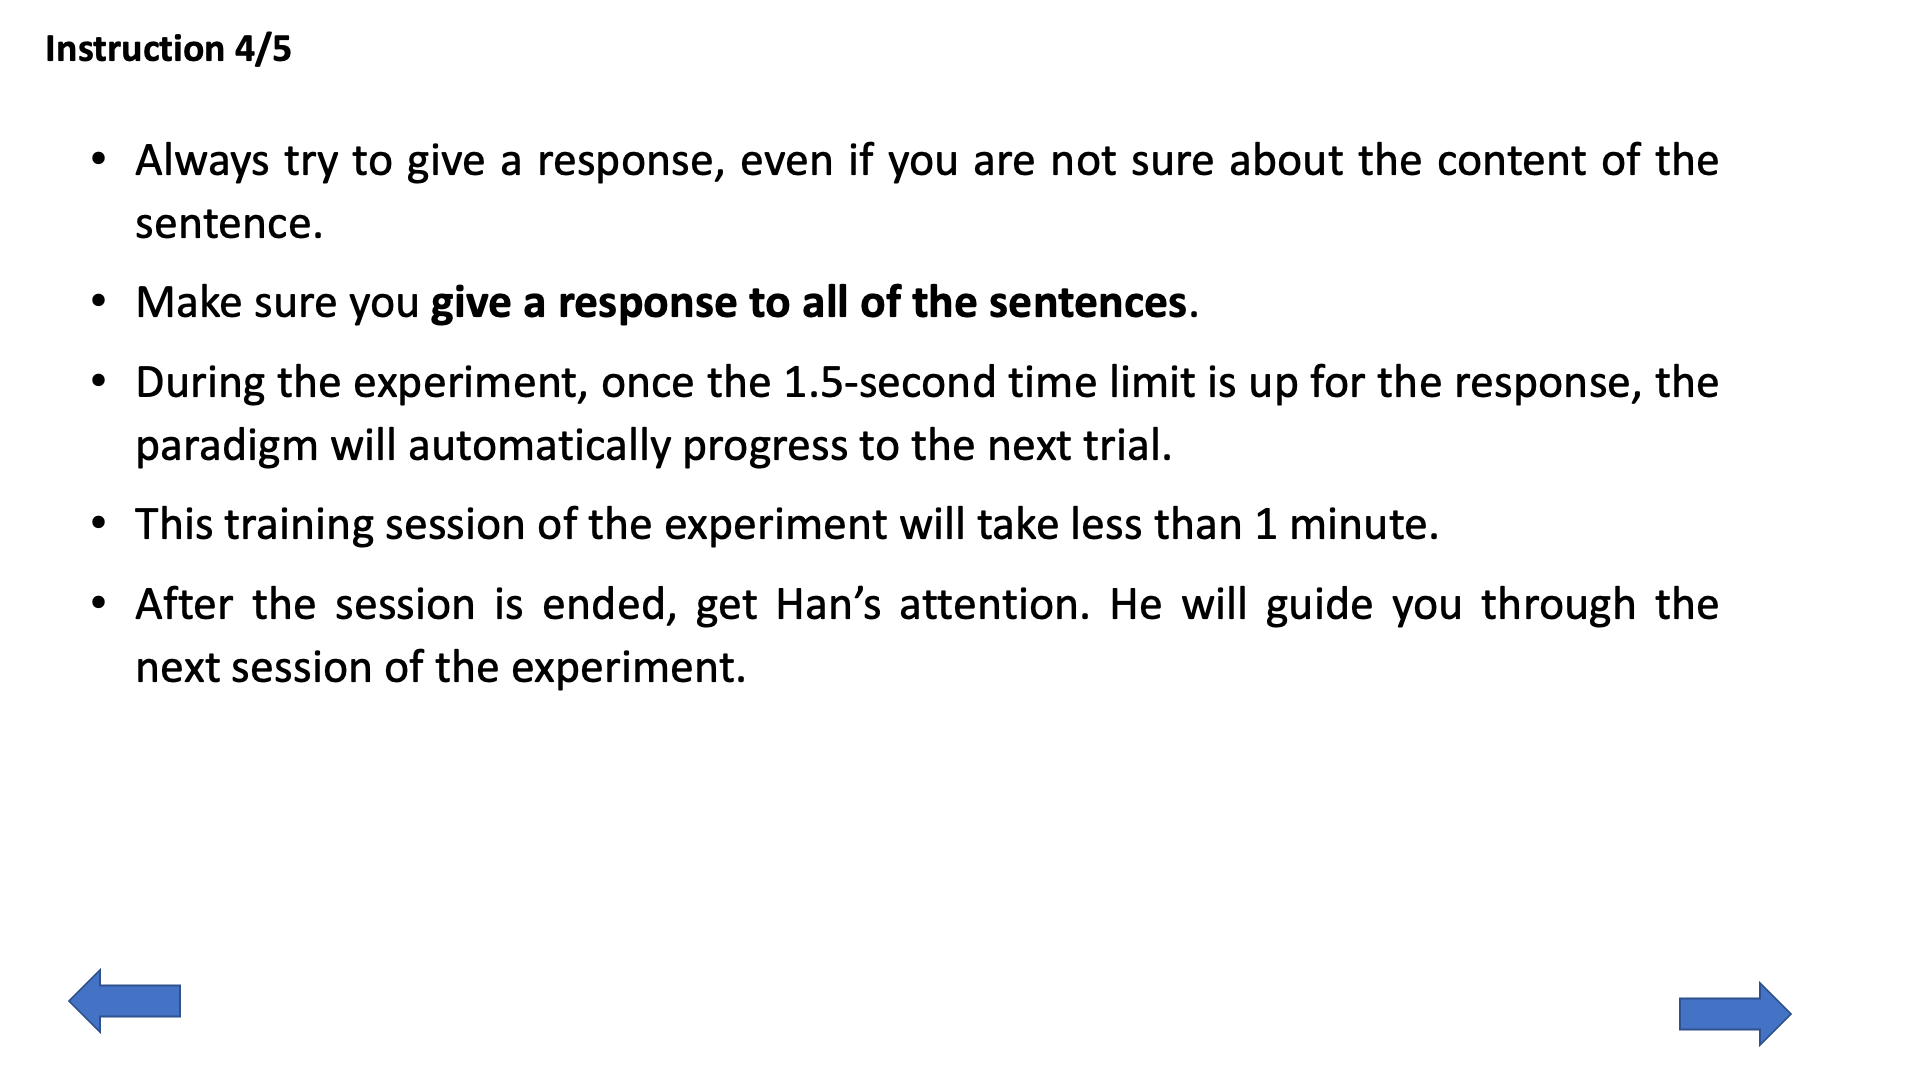 Instruction 4/5
• Always try to give a response, even if you are not sure about the content of the
sentence.
• Make sure you give a response to all of the sentences.
• During the experiment, once the 1.5-second time limit is up for the response, the
paradigm will automatically progress to the next trial.
• This training session of the experiment will take less than 1 minute.
• After the session is ended, get Han’s attention. He will guide you through the
next session of the experiment.